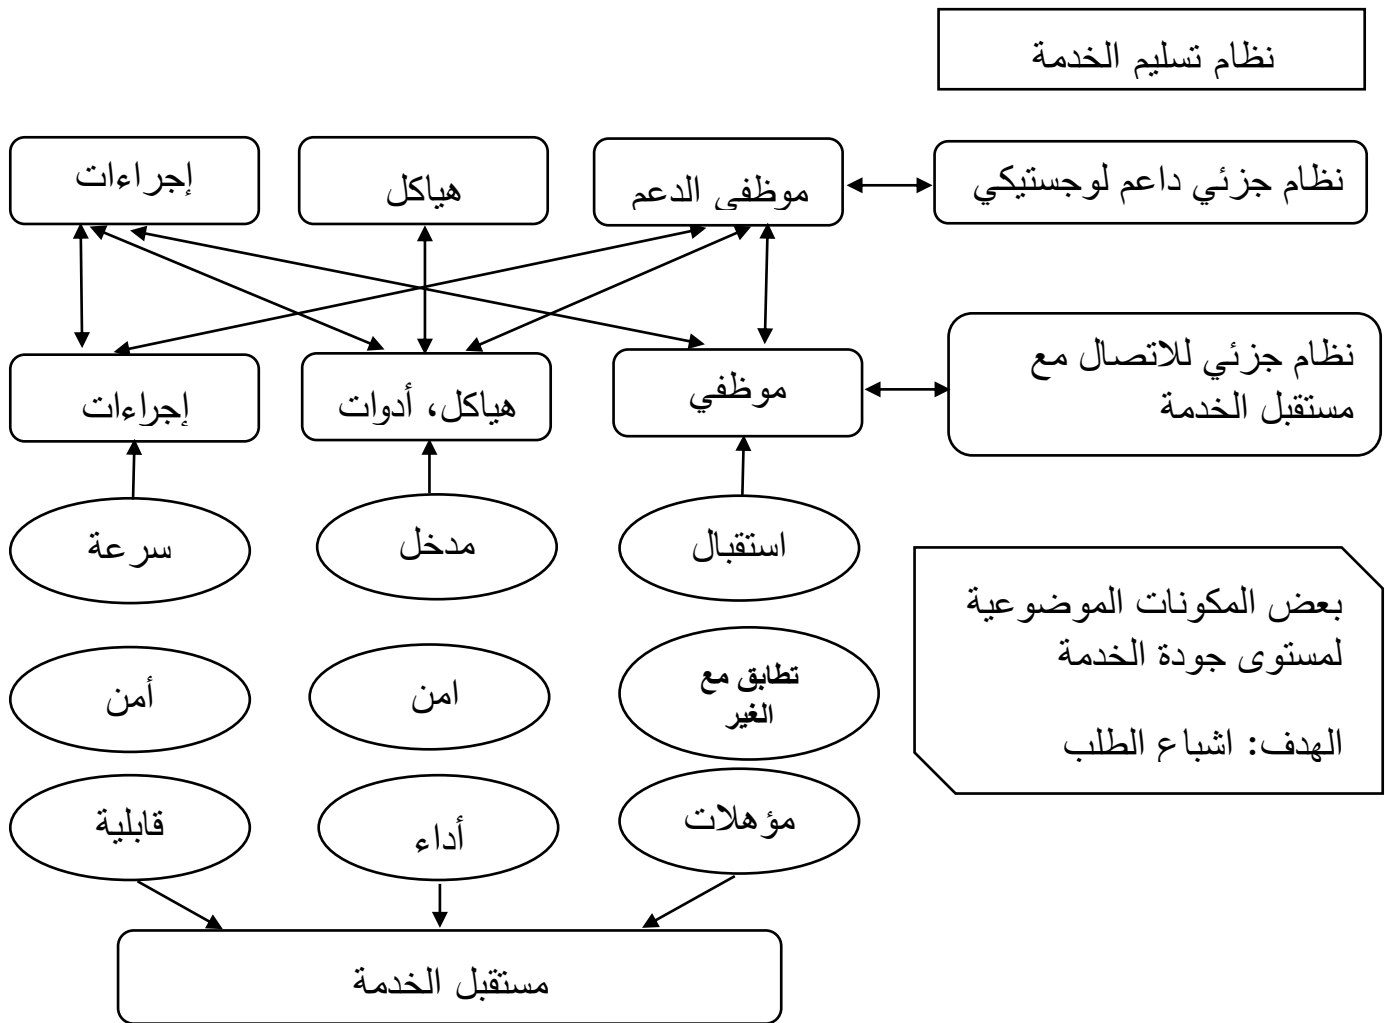 نظام تسليم الخدمة
نظام جزئي داعم لوجستيكي
موظفي الدعم
هياكل
إجراءات
نظام جزئي للاتصال مع
مستقبل الخدمة
موظفي
هياكل، أدوات
إجراءات
استقبال
مدخل
سرعة
بعض المكونات الموضوعية
لمستوى جودة الخدمة
الهدف: اشباع الطلب
تطابق مع
الغير
امن
أمن
مؤهلات
أداء
قابلية
مستقبل الخدمة